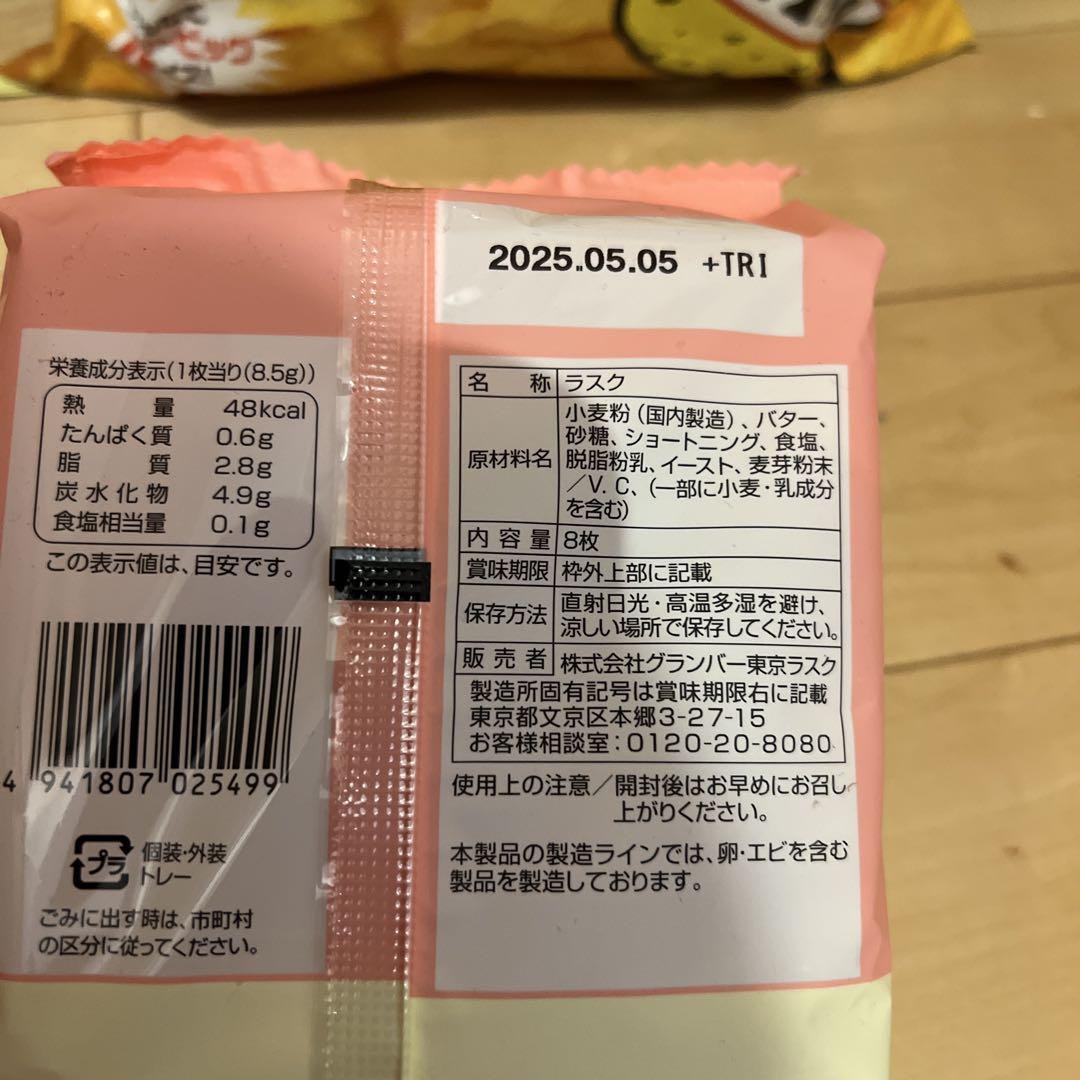 ビッグ
2025.05.05 +TRI
栄養成分表示(1枚当り(8.5g))
熱量 48kcal
たんぱく質 0.6g
脂質 2.8g
炭水化物 4.9g
食塩相当量 0.1g
この表示値は、目安です。
4 941807 025499
プラ
個装・外装
トレー
ごみに出す時は、市町村
の区分に従ってください。
名称 ラスク
原材料名 小麦粉(国内製造)、バター、
砂糖、ショートニング、食塩、
脱脂粉乳、イースト、麦芽粉末
/V.C、(一部に小麦・乳成分
を含む)
内容量 8枚
賞味期限 枠外上部に記載
保存方法 直射日光・高温多湿を避け、
涼しい場所で保存してください。
販売者 株式会社グランバー東京ラスク
製造所固有記号は賞味期限右に記載
東京都文京区本郷3-27-15
お客様相談室:0120-20-8080
使用上の注意/開封後はお早めにお召し
上がりください。
本製品の製造ラインでは、卵・エビを含む
製品を製造しております。